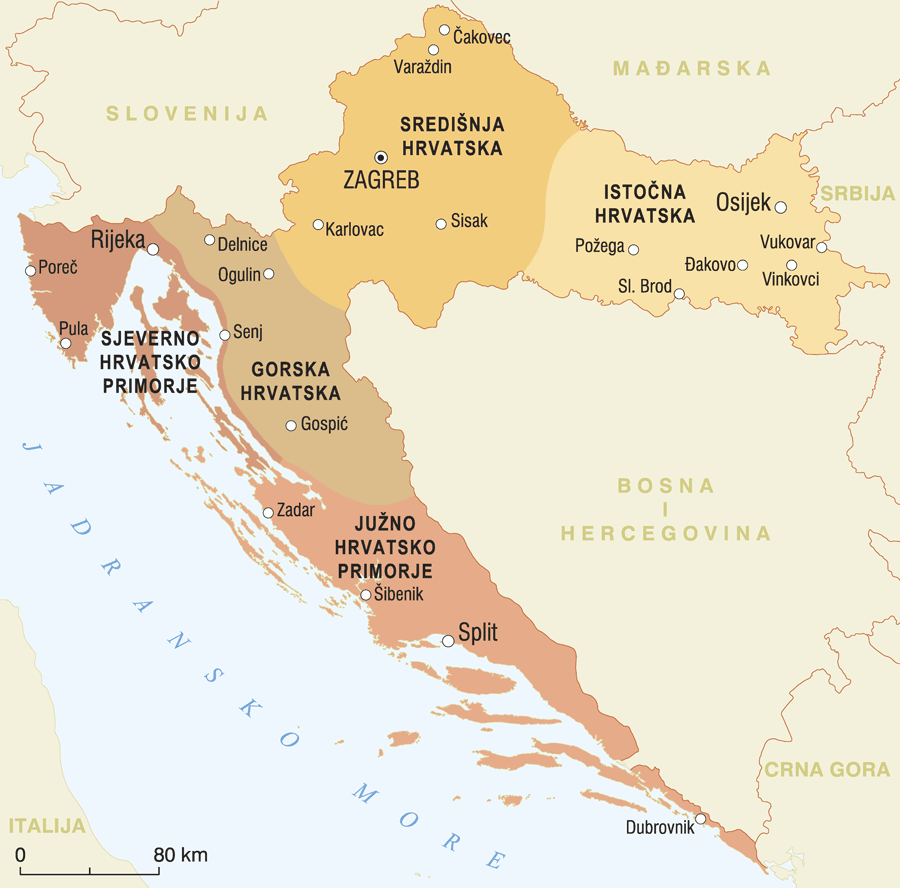 Čakovec
Varaždin
MAĐARSKA
SLOVENIJA
SREDIŠNJA
HRVATSKA
ZAGREB
ISTOČNA
HRVATSKA
Osijek
SRBIJA
Karlovac
Sisak
Požega
Vukovar
Đakovo
Vinkovci
Sl. Brod
Rijeka
Delnice
Ogulin
Poreč
Pula
Senj
SJEVERNO
HRVATSKO
PRIMORJE
GORSKA
HRVATSKA
Gospić
BOSNA
I
HERCEGOVINA
Zadar
JUŽNO
HRVATSKO
PRIMORJE
Šibenik
Split
JADRANSKO MORE
CRNA GORA
Dubrovnik
ITALIJA
0 80 km